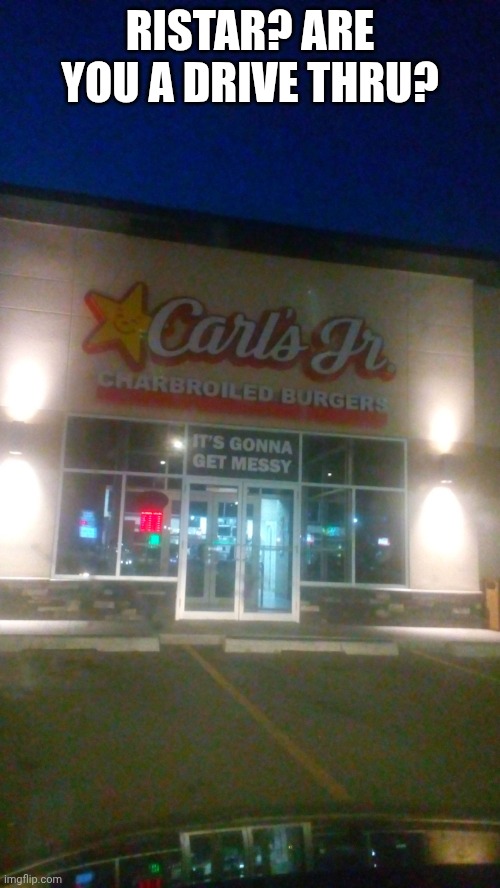 RISTAR? ARE
YOU A DRIVE THRU?
Carl's Jr.
CHARBROILED BURGERS
IT'S GONNA
GET MESSY
imgflip.com